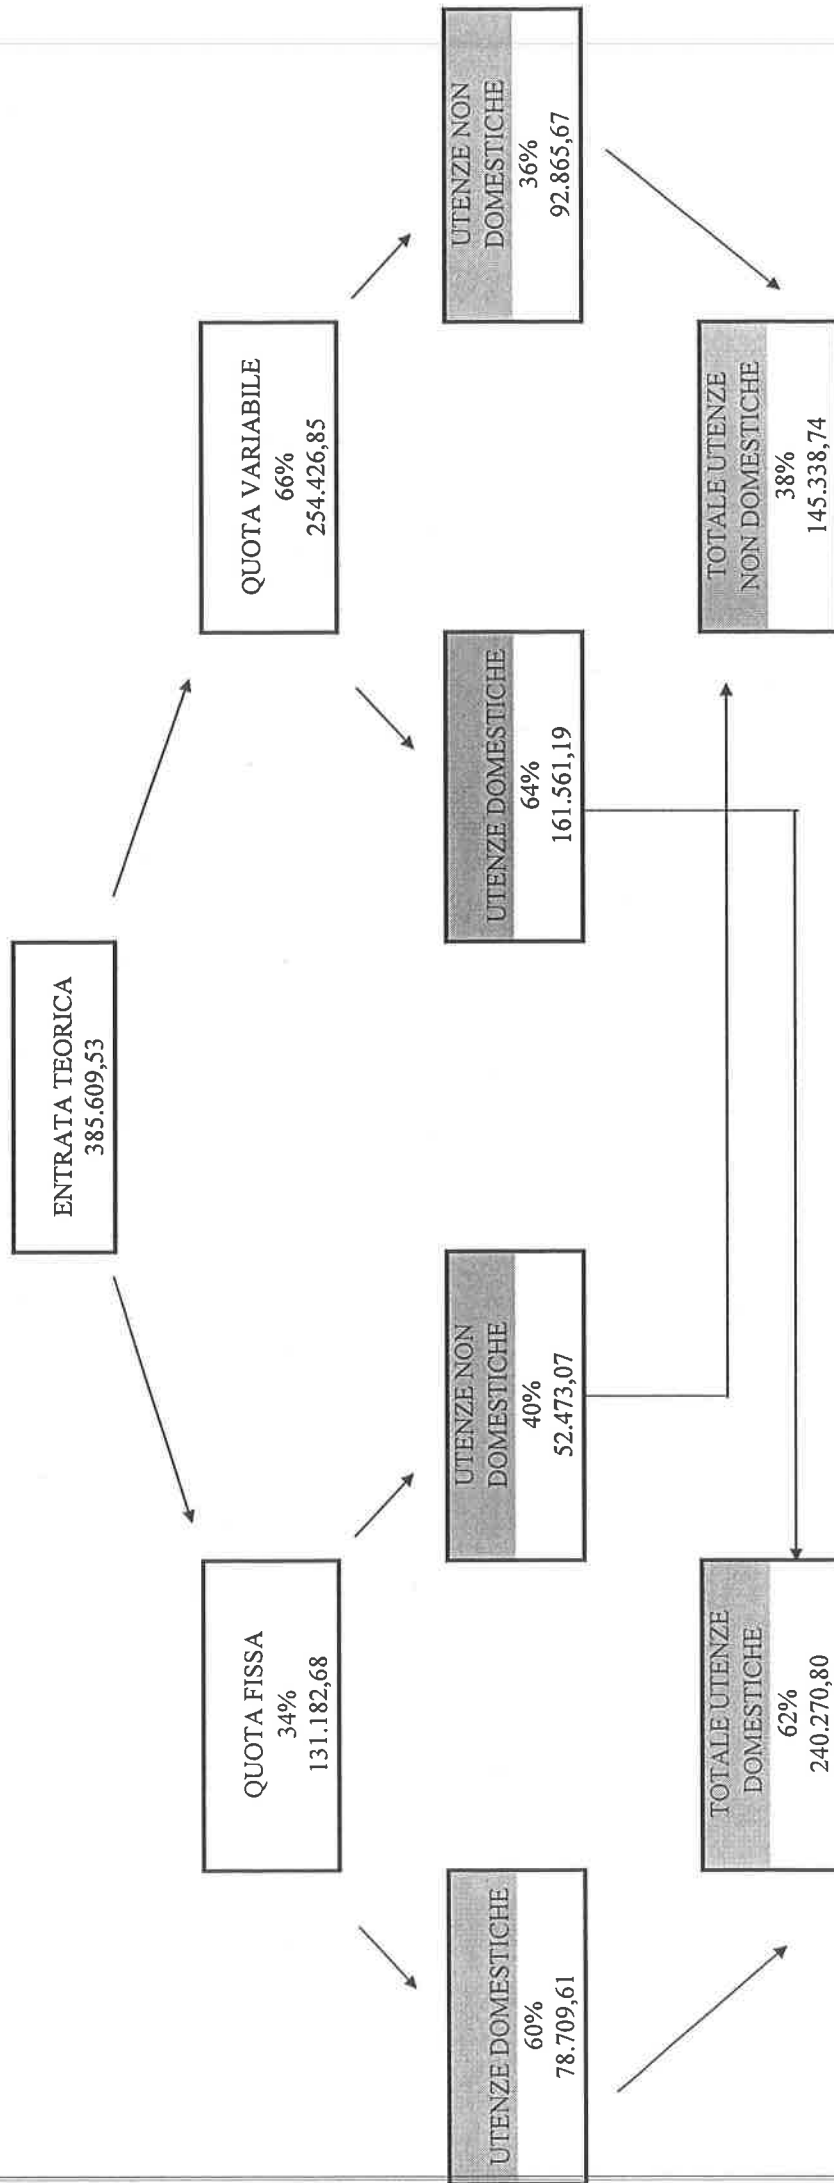 ENTRATA TEORICA
385.609,53
QUOTA FISSA
34%
131.182,68
QUOTA VARIABILE
66%
254.426,85
UTENZE DOMESTICHE
60%
78.709,61
UTENZE NON
DOMESTICHE
40%
52.473,07
UTENZE DOMESTICHE
64%
161.561,19
UTENZE NON
DOMESTICHE
36%
92.865,67
TOTALE UTENZE
DOMESTICHE
62%
240.270,80
TOTALE UTENZE
NON DOMESTICHE
38%
145.338,74